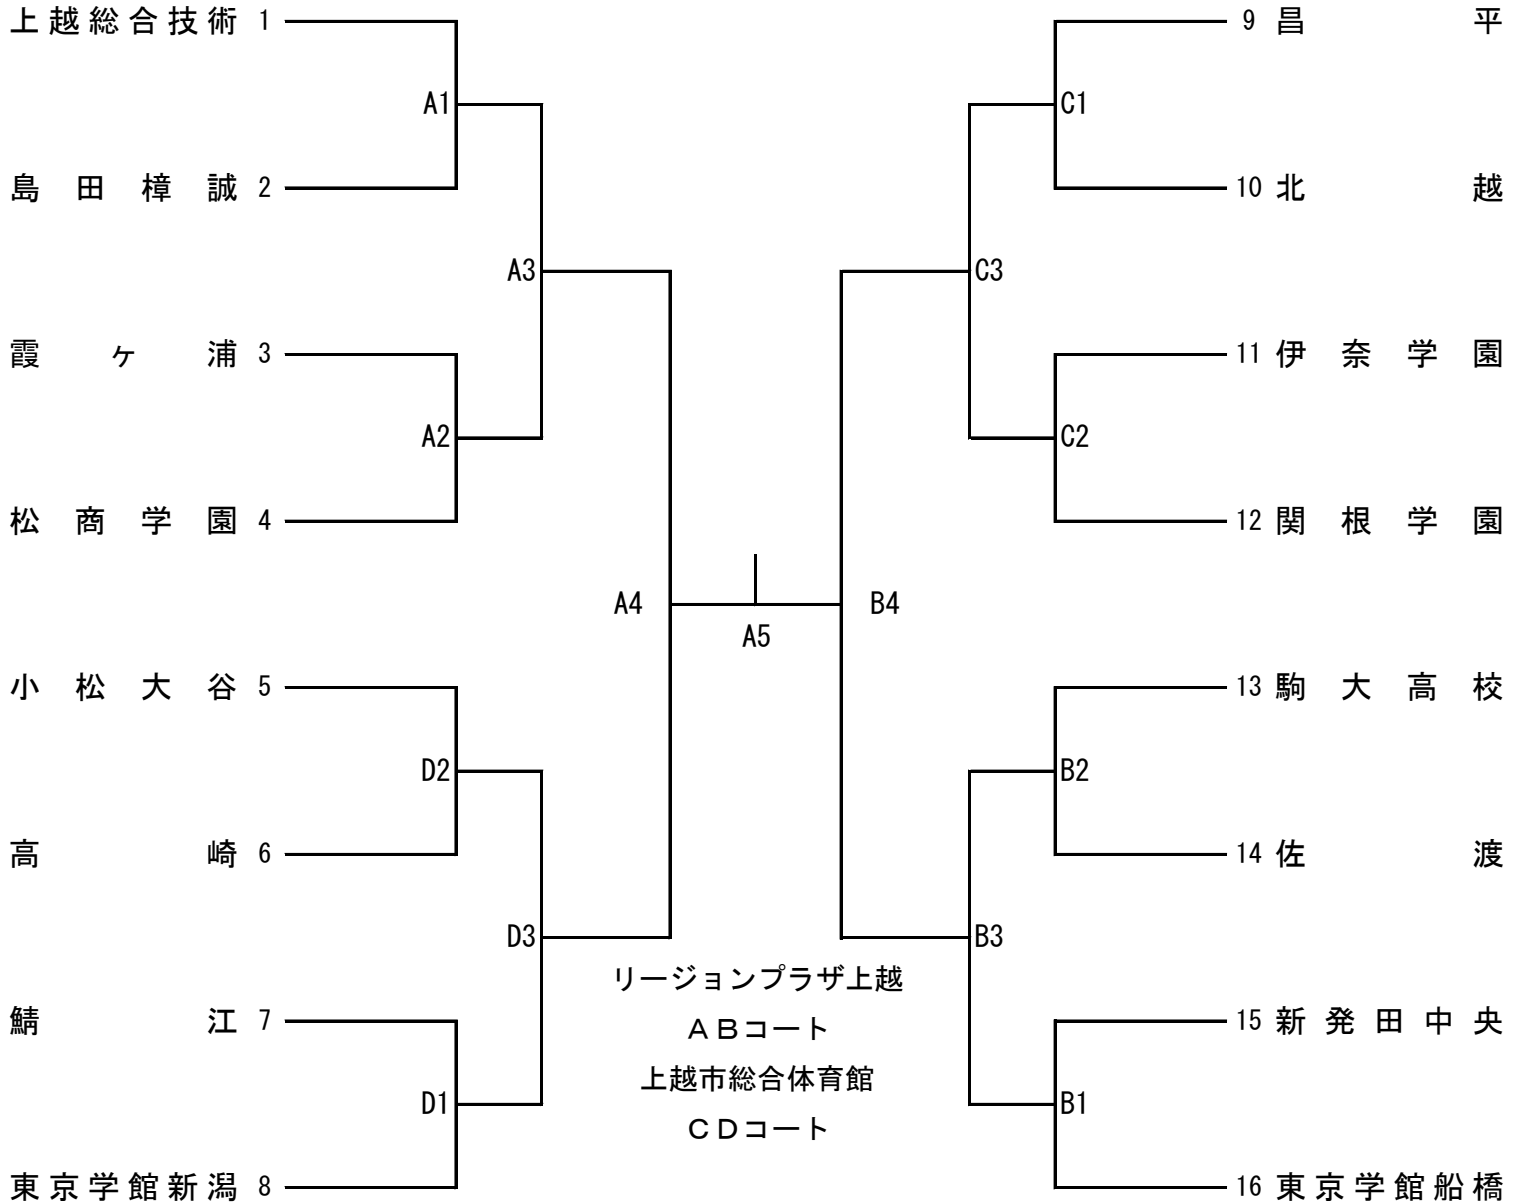 上越総合技術 1
A1
島田樟誠 2
A3
霞ヶ浦 3
A2
松商学園 4
A4
小松大谷 5
D2
高崎 6
D3
鯖江 7
D1
東京学館新潟 8
A5
リージョンプラザ上越
ＡＢコート
上越市総合体育館
ＣＤコート
9 昌平
C1
10 北越
C3
11 伊奈学園
C2
12 関根学園
B4
13 駒大高校
B2
14 佐渡
B3
15 新発田中央
B1
16 東京学館船橋